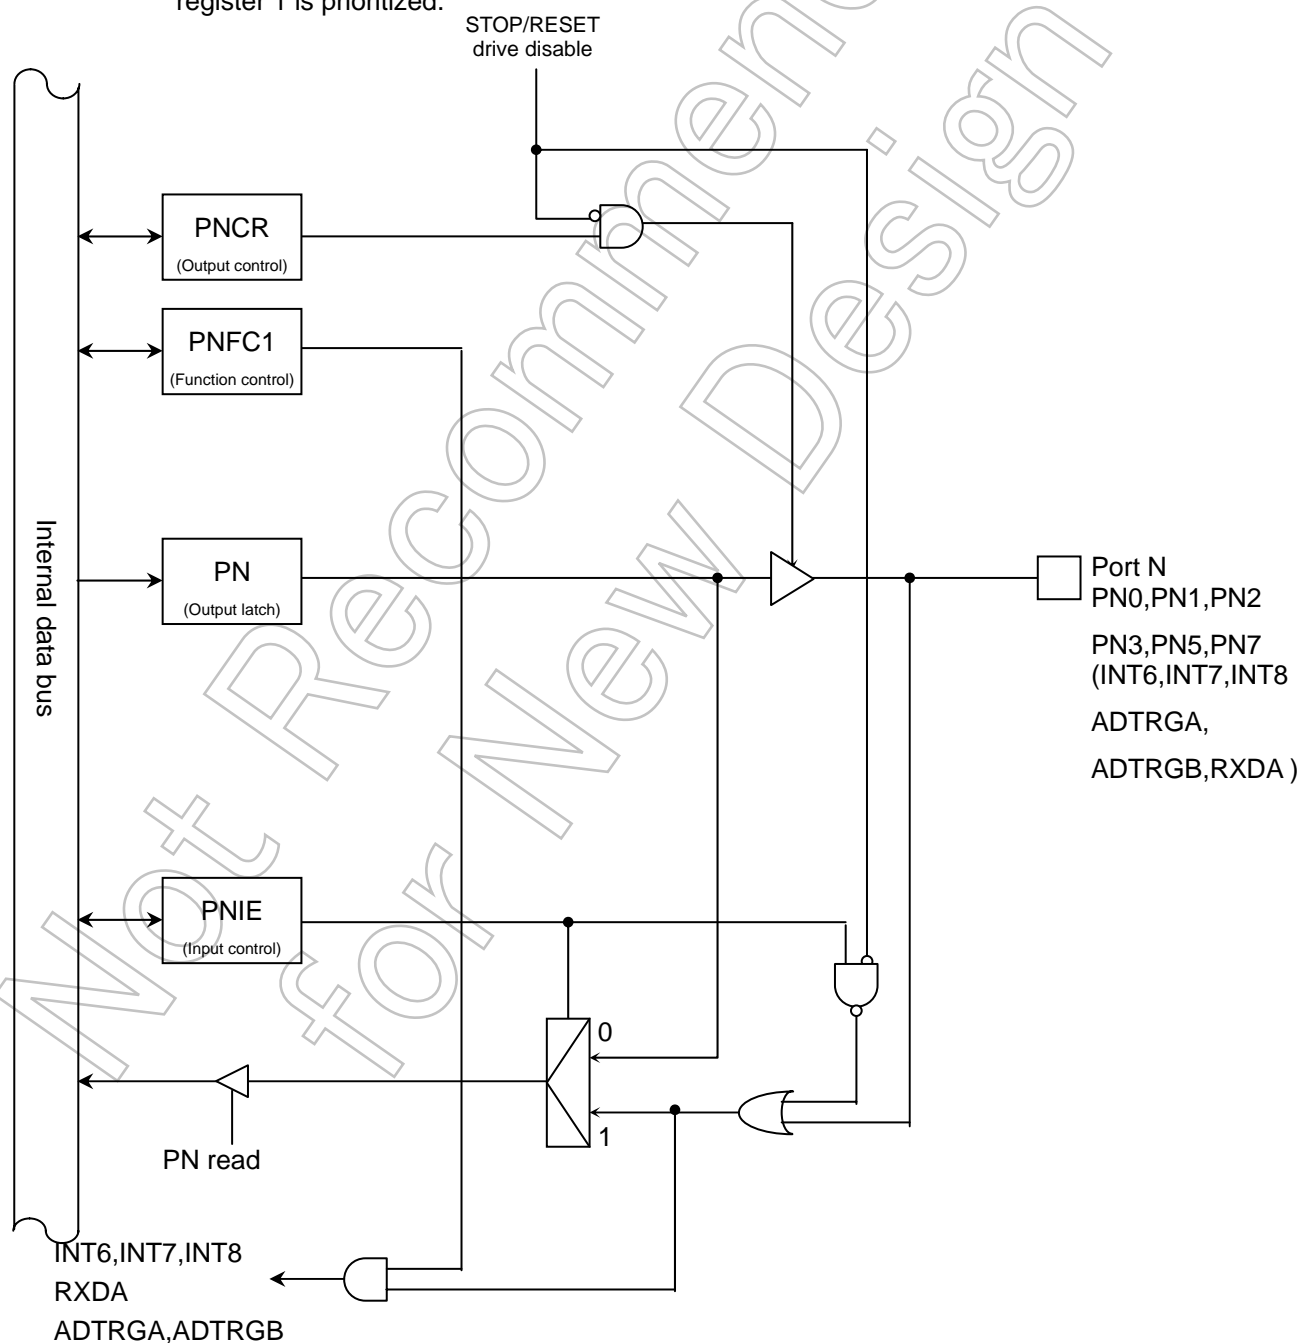 register 1 is prioritized.
STOP/RESET
drive disable
PNCR
(Output control)
PNFC1
(Function control)
Internal data bus
PN
(Output latch)
Port N
PN0,PN1,PN2
PN3,PN5,PN7
(INT6,INT7,INT8
ADTRGA,
ADTRGB,RXDA )
PNIE
(Input control)
0
1
PN read
INT6,INT7,INT8
RXDA
ADTRGA,ADTRGB
Not Recommen
for New Design